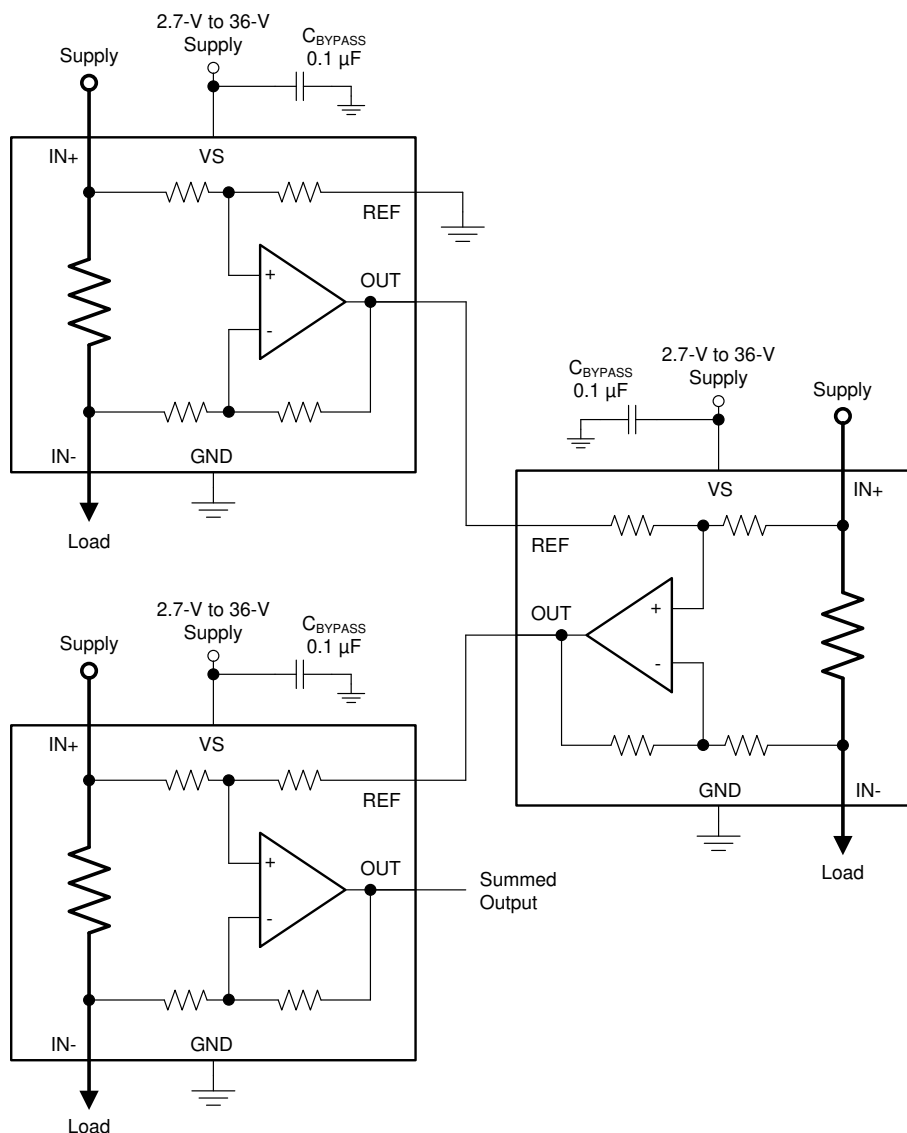 2.7-V to 36-V
Supply
CBYPASS
0.1 µF
Supply
IN+
VS
REF
+
OUT
-
IN-
GND
Load
2.7-V to 36-V
Supply
CBYPASS
0.1 µF
Supply
VS
IN+
REF
OUT
+
-
GND
IN-
Load
2.7-V to 36-V
Supply
CBYPASS
0.1 µF
Supply
IN+
VS
REF
+
OUT
-
Summed
Output
IN-
GND
Load